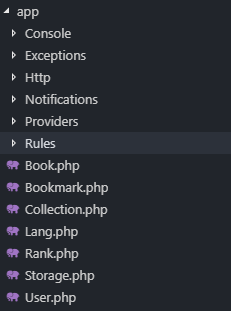 app
Console
Exceptions
Http
Notifications
Providers
Rules
Book.php
Bookmark.php
Collection.php
Lang.php
Rank.php
Storage.php
User.php